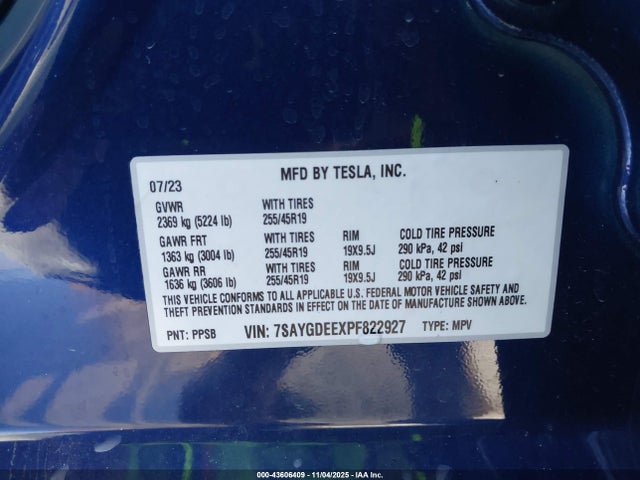 MFD BY TESLA, INC.
07/23
GVWR WITH TIRES
2369 kg (5224 lb) 255/45R19
GAWR FRT WITH TIRES RIM COLD TIRE PRESSURE
1363 kg (3004 lb) 255/45R19 19X9.5J 290 kPa, 42 psi
GAWR RR WITH TIRES RIM COLD TIRE PRESSURE
1636 kg (3606 lb) 255/45R19 19X9.5J 290 kPa, 42 psi
THIS VEHICLE CONFORMS TO ALL APPLICABLE U.S. FEDERAL MOTOR VEHICLE SAFETY AND
THEFT PREVENTION STANDARDS IN EFFECT ON THE DATE OF MANUFACTURE SHOWN ABOVE.
PNT: PPSB VIN: 7SAYGDEEXPF822927 TYPE: MPV
000-43606409 - 11/04/2025 - IAA Inc.